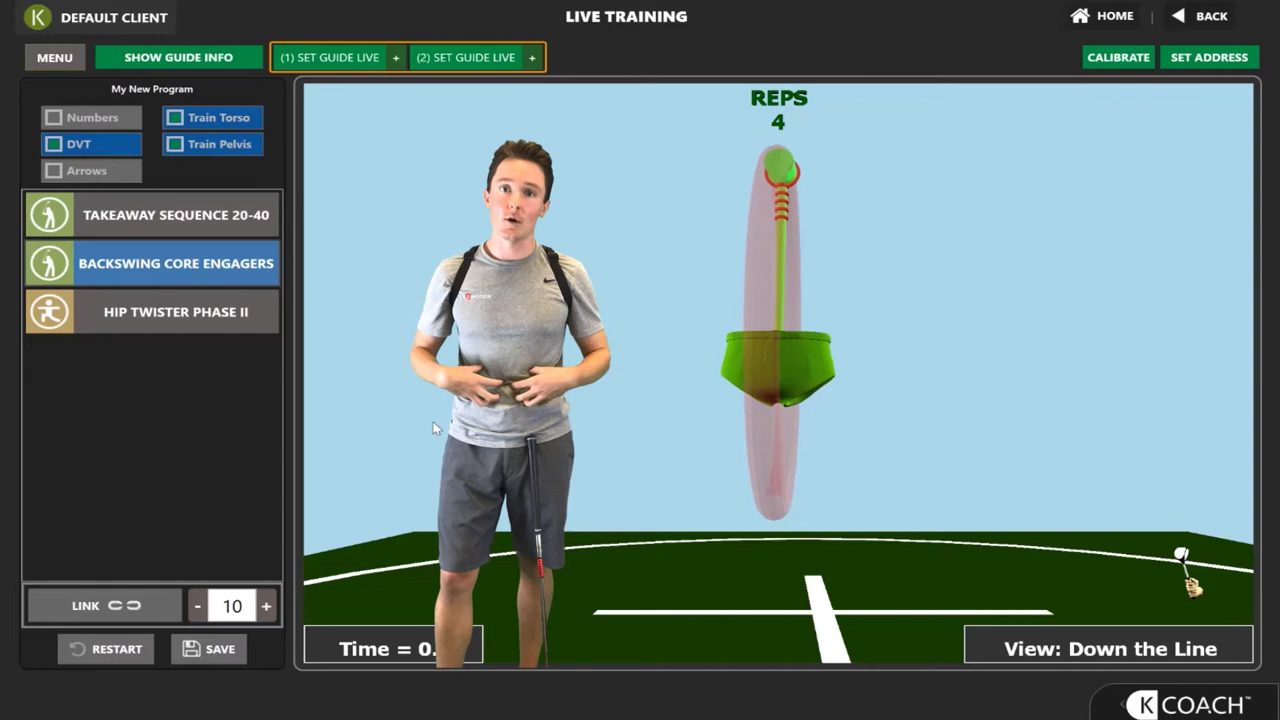 K DEFAULT CLIENT
LIVE TRAINING
HOME
BACK
MENU
SHOW GUIDE INFO
(1) SET GUIDE LIVE +
(2) SET GUIDE LIVE +
CALIBRATE
SET ADDRESS
My New Program
Numbers
Train Torso
DVT
Train Pelvis
Arrows
TAKEAWAY SEQUENCE 20-40
BACKSWING CORE ENGAGERS
HIP TWISTER PHASE II
LINK
- 10 +
RESTART
SAVE
REPS
4
Time = 0.
View: Down the Line
K COACH™